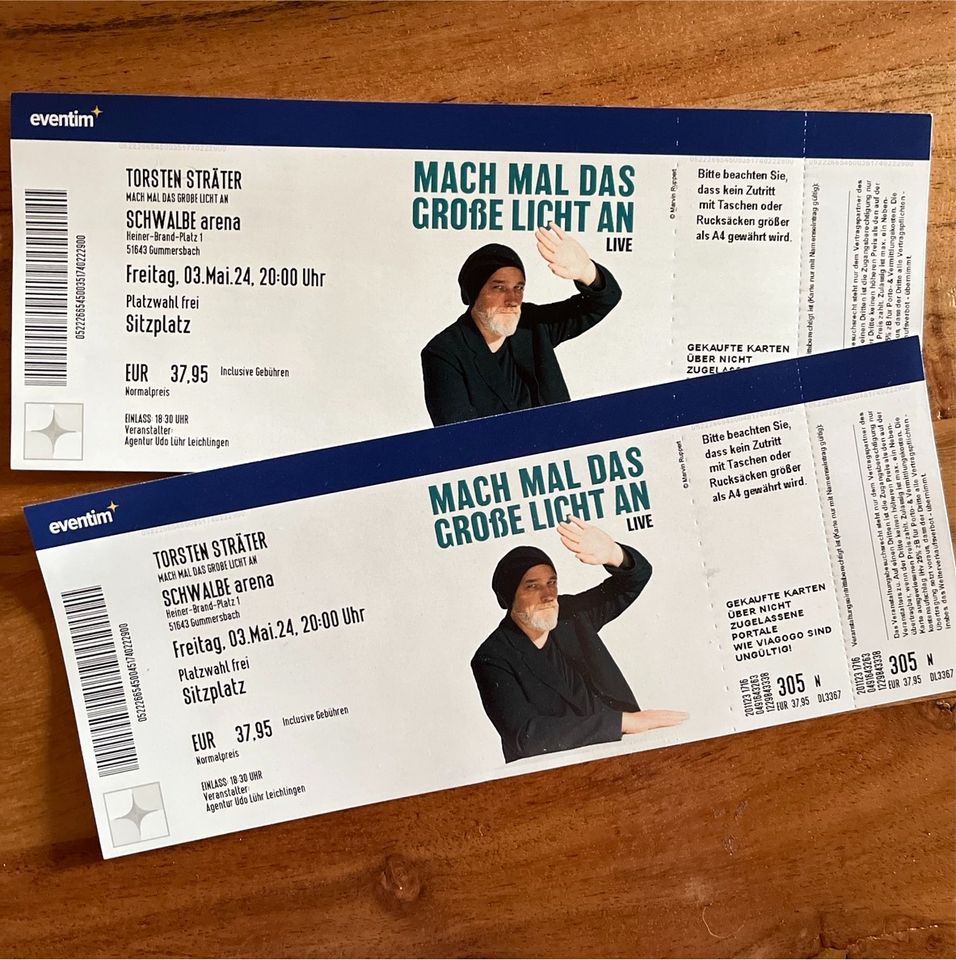 eventim
TORSTEN STRÄTER
MACH MAL DAS GROßE LICHT AN
SCHWALBE arena
Heiner-Brand-Platz 1
51643 Gummersbach
Freitag, 03.Mai.24, 20:00 Uhr
Platzwahl frei
Sitzplatz
EUR 37,95 Inclusive Gebühren
Normalpreis
EINLASS: 18:30 UHR
Veranstalter:
Agentur Udo Lühr Leichlingen
MACH MAL DAS
GROßE LICHT AN
LIVE
© Marvin Ruppert
Bitte beachten Sie,
dass kein Zutritt
mit Taschen oder
Rucksäcken größer
als A4 gewährt wird.
GEKAUFTE KARTEN
ÜBER NICHT
eventim
TORSTEN STRÄTER
MACH MAL DAS GROßE LICHT AN
SCHWALBE arena
Heiner-Brand-Platz 1
51643 Gummersbach
Freitag, 03.Mai.24, 20:00 Uhr
Platzwahl frei
Sitzplatz
EUR 37,95 Inclusive Gebühren
Normalpreis
EINLASS: 18:30 UHR
Veranstalter:
Agentur Udo Lühr Leichlingen
MACH MAL DAS
GROßE LICHT AN
LIVE
© Marvin Ruppert
Bitte beachten Sie,
dass kein Zutritt
mit Taschen oder
Rucksäcken größer
als A4 gewährt wird.
GEKAUFTE KARTEN
ÜBER NICHT
ZUGELASSENE
PORTALE
WIE VIAGOGO SIND
UNGÜLTIG!
201123 1716
0491643263
1229843338
305 N
EUR 37,95 DL3367
201123 1716
0491643263
1229843338
305 N
EUR 37,95 DL3367